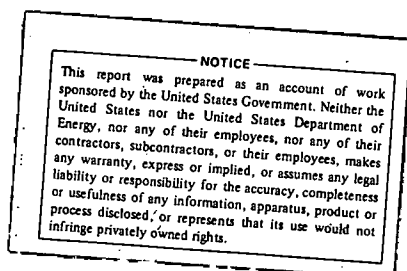 NOTICE
This report was prepared as an account of work
sponsored by the United States Government. Neither the
United States nor the United States Department of
Energy, nor any of their employees, nor any of their
contractors, subcontractors, or their employees, makes
any warranty, express or implied, or assumes any legal
liability or responsibility for the accuracy, completeness
or usefulness of any information, apparatus, product or
process disclosed, or represents that its use would not
infringe privately owned rights.